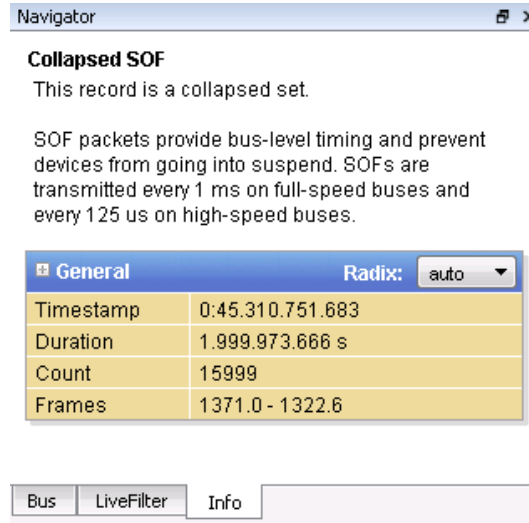 Navigator
Collapsed SOF
This record is a collapsed set.
SOF packets provide bus-level timing and prevent
devices from going into suspend. SOFs are
transmitted every 1 ms on full-speed buses and
every 125 us on high-speed buses.
General Radix: auto
Timestamp 0:45.310.751.683
Duration 1.999.973.666 s
Count 15999
Frames 1371.0 - 1322.6
Bus LiveFilter Info